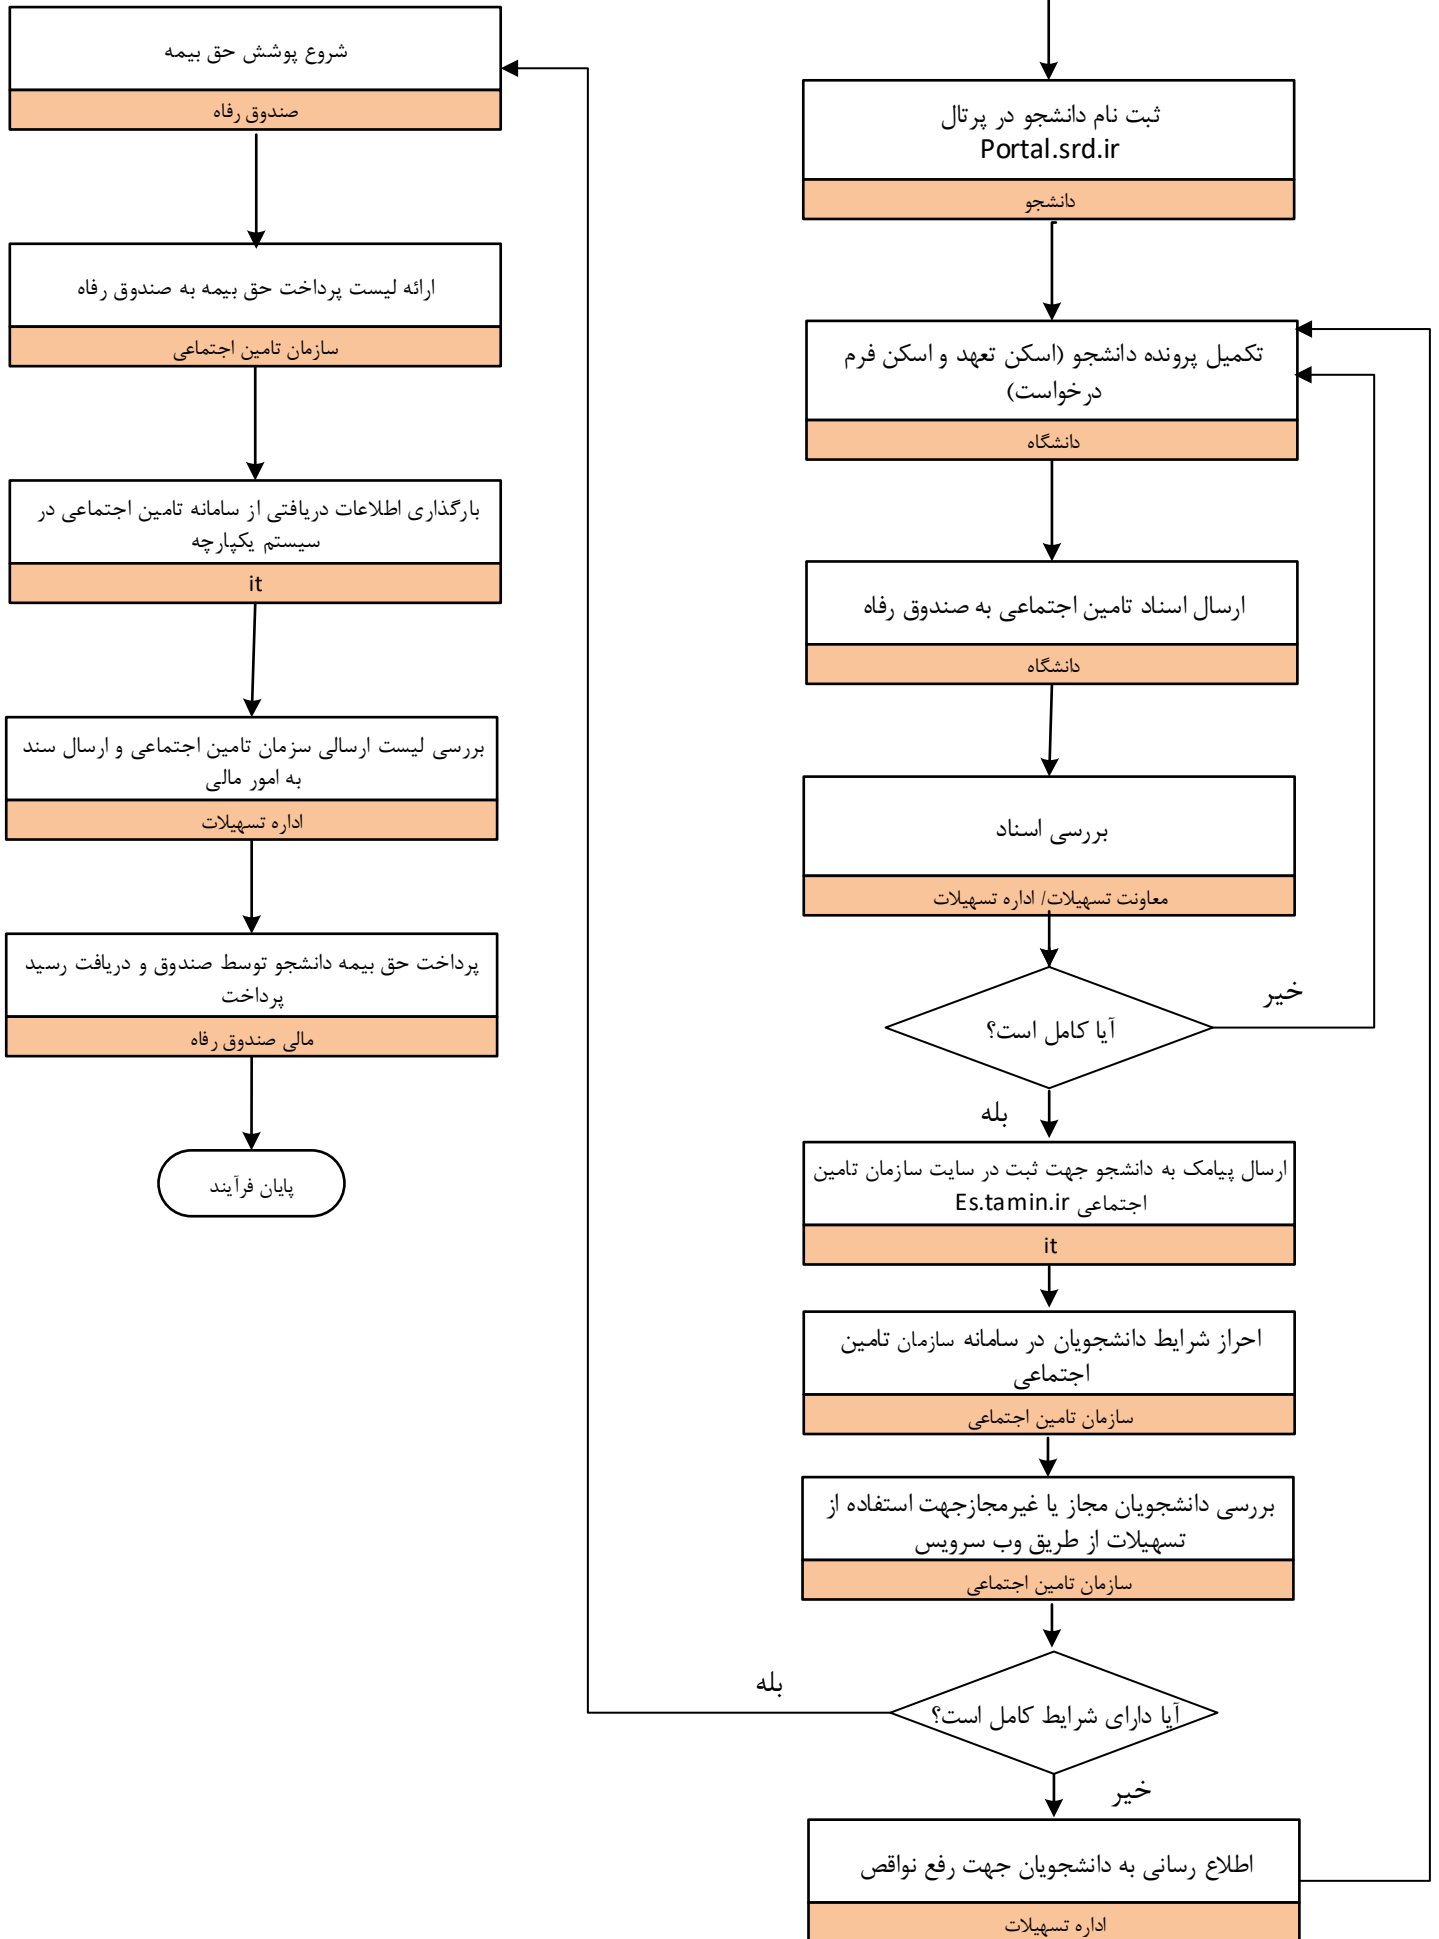 ثبت نام دانشجو در پرتال
Portal.srd.ir
دانشجو
تکمیل پرونده دانشجو (اسکن تعهد و اسکن فرم
درخواست)
دانشگاه
ارسال اسناد تامین اجتماعی به صندوق رفاه
دانشگاه
بررسی اسناد
معاونت تسهیلات/ اداره تسهیلات
آیا کامل است؟
خیر
بله
ارسال پیامک به دانشجو جهت ثبت در سایت سازمان تامین
اجتماعی Es.tamin.ir
it
احراز شرایط دانشجویان در سامانه سازمان تامین
اجتماعی
سازمان تامین اجتماعی
بررسی دانشجویان مجاز یا غیرمجازجهت استفاده از
تسهیلات از طریق وب سرویس
سازمان تامین اجتماعی
آیا دارای شرایط کامل است؟
بله
خیر
اطلاع رسانی به دانشجویان جهت رفع نواقص
اداره تسهیلات
شروع پوشش حق بیمه
صندوق رفاه
ارائه لیست پرداخت حق بیمه به صندوق رفاه
سازمان تامین اجتماعی
بارگذاری اطلاعات دریافتی از سامانه تامین اجتماعی در
سیستم یکپارچه
it
بررسی لیست ارسالی سزمان تامین اجتماعی و ارسال سند
به امور مالی
اداره تسهیلات
پرداخت حق بیمه دانشجو توسط صندوق و دریافت رسید
پرداخت
مالی صندوق رفاه
پایان فرآیند